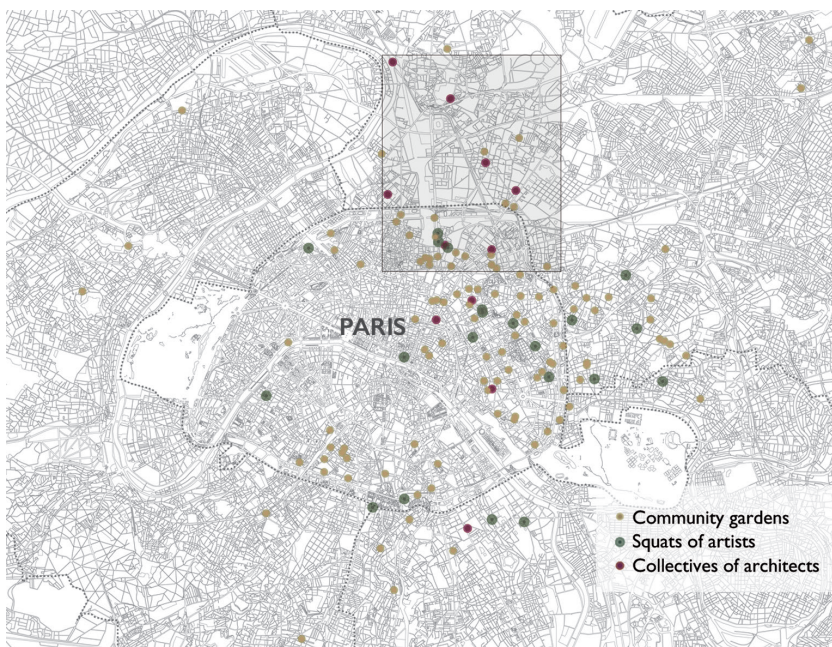 PARIS
Community gardens
Squats of artists
Collectives of architects